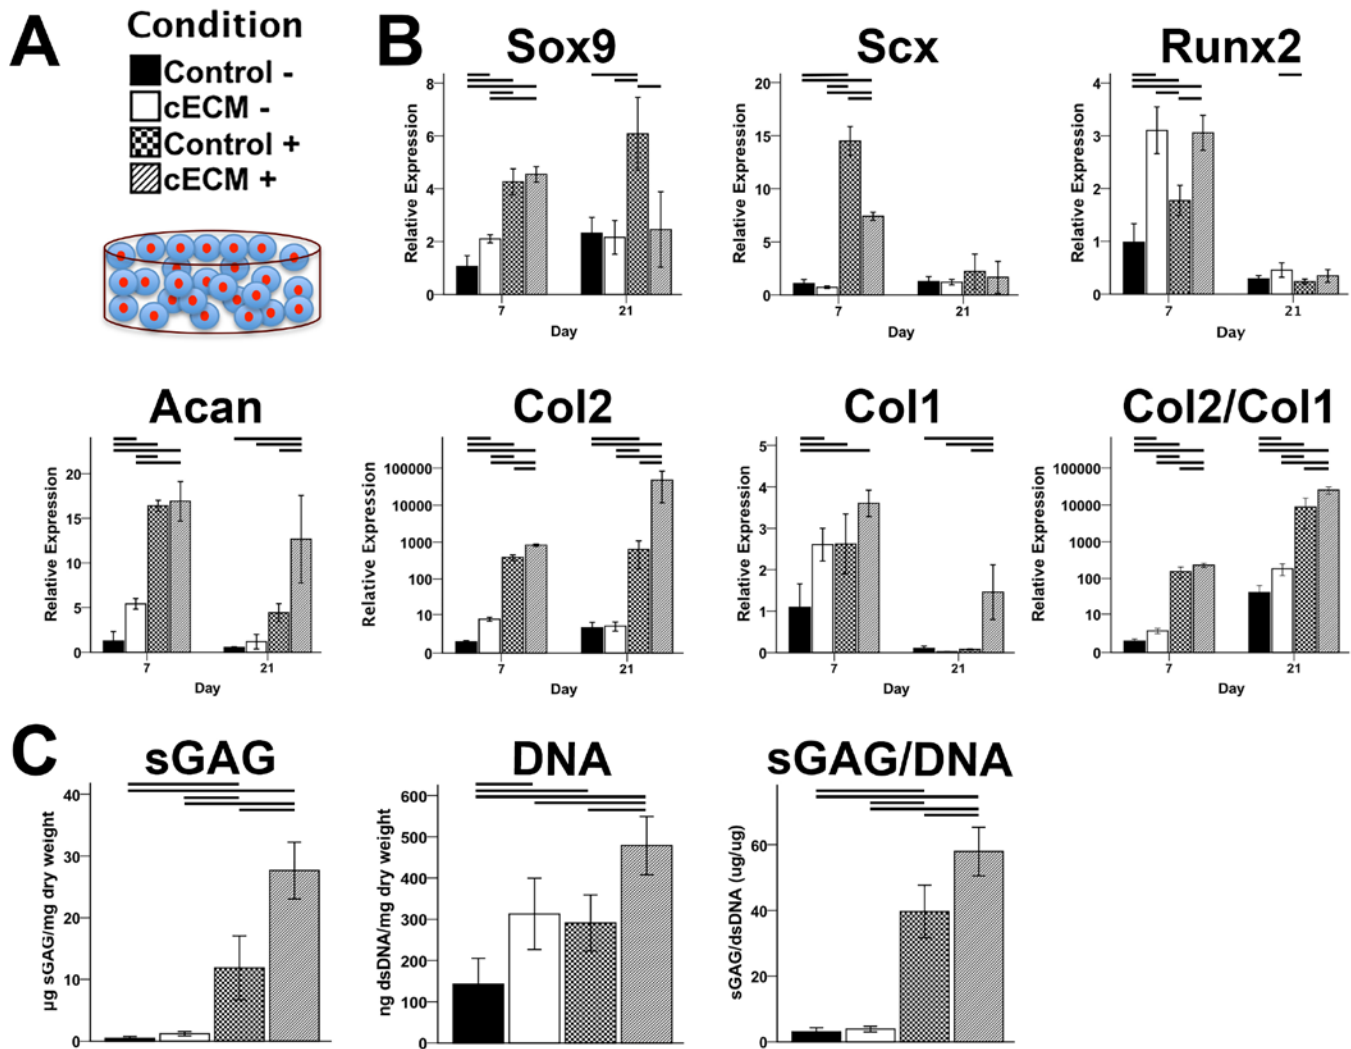 A
Condition
Control -
cECM -
Control +
cECM +
B
Sox9
Relative Expression
8
6
4
2
0
7
21
Day
Scx
Relative Expression
20
15
10
5
0
7
21
Day
Runx2
Relative Expression
4
3
2
1
0
7
21
Day
Acan
Relative Expression
20
15
10
5
0
7
21
Day
Col2
Relative Expression
100000
10000
1000
100
10
0
7
21
Day
Col1
Relative Expression
5
4
3
2
1
0
7
21
Day
Col2/Col1
Relative Expression
100000
10000
1000
100
10
0
7
21
Day
C
sGAG
µg sGAG/mg dry weight
40
30
20
10
0
DNA
ng dsDNA/mg dry weight
600
500
400
300
200
100
0
sGAG/DNA
sGAG/dsDNA (ug/ug)
60
40
20
0